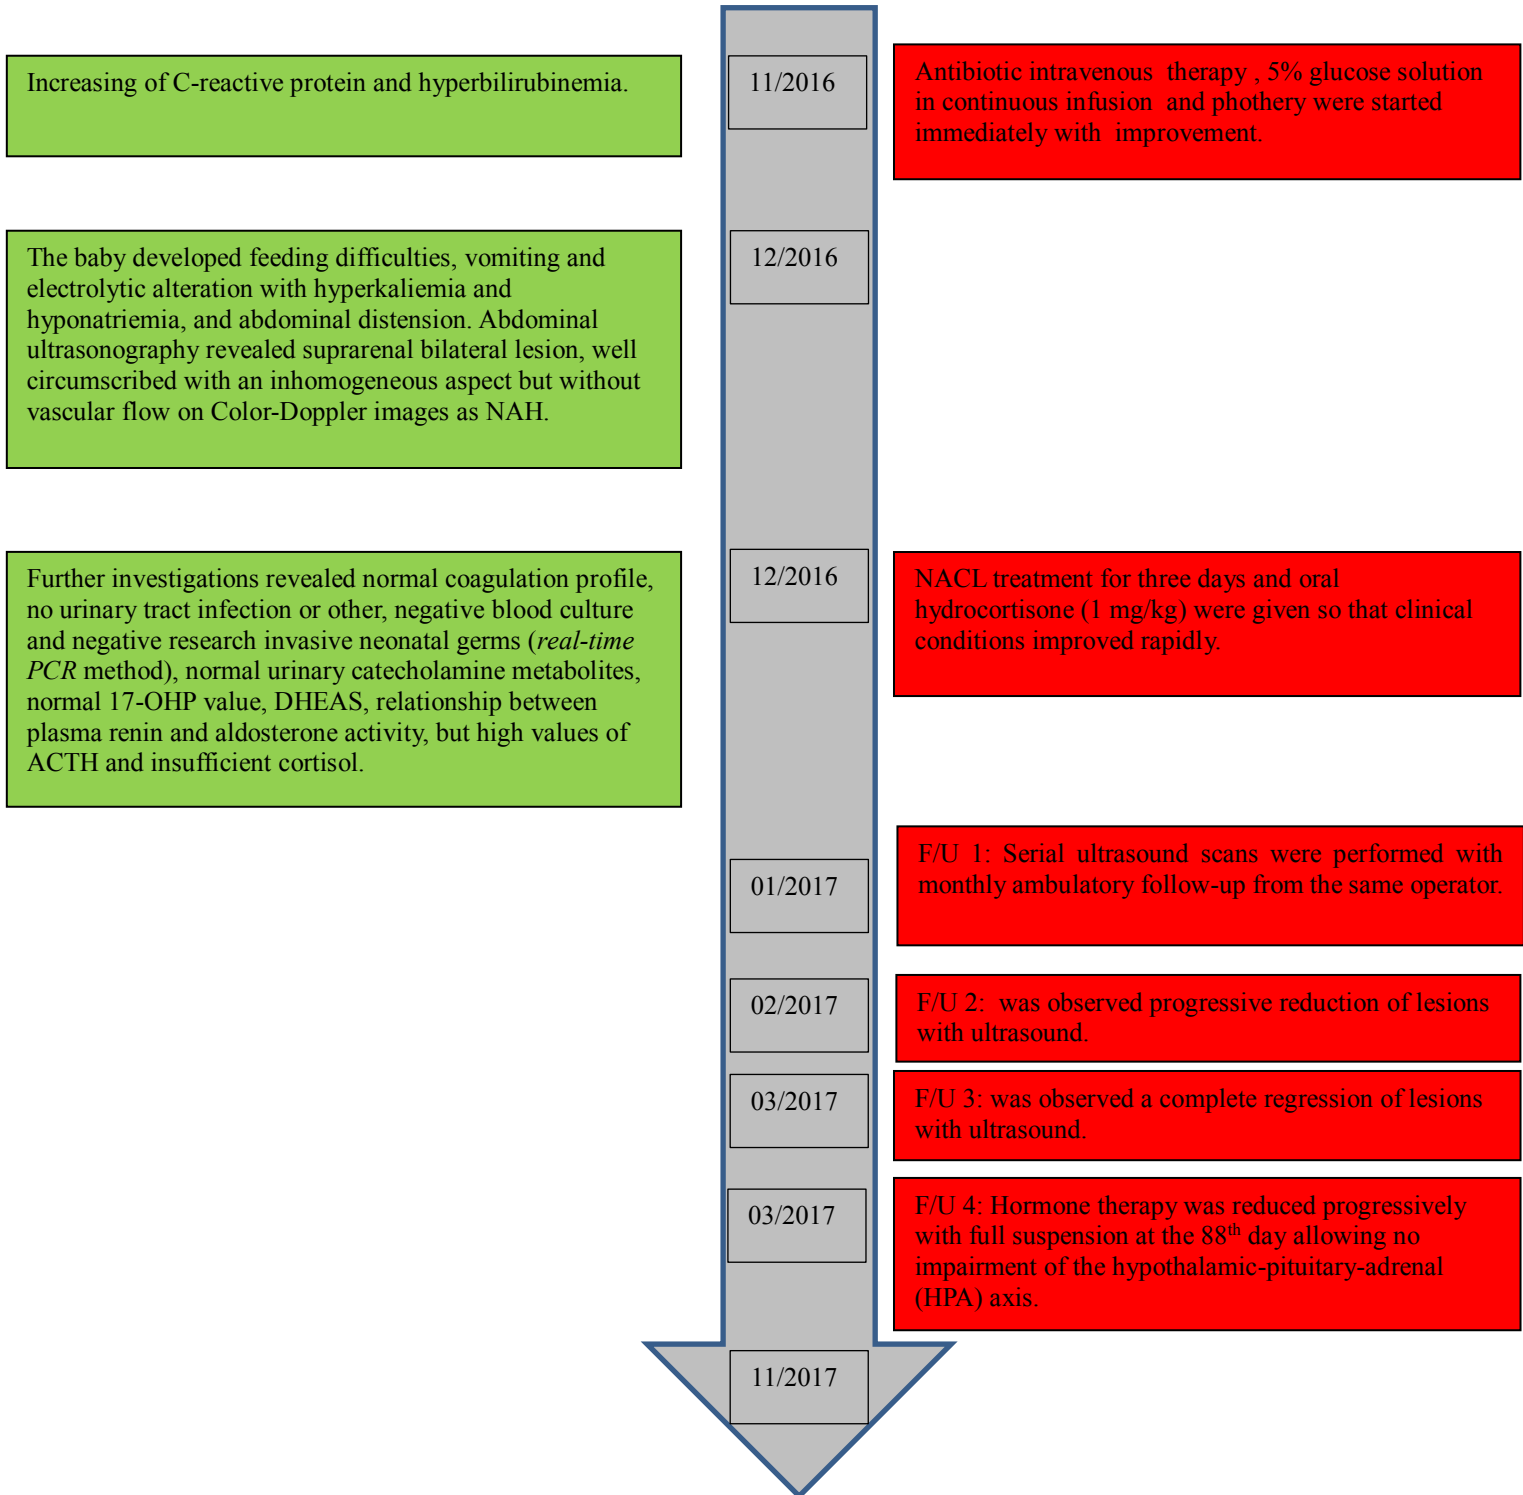 Increasing of C-reactive protein and hyperbilirubinemia.
11/2016
Antibiotic intravenous therapy , 5% glucose solution
in continuous infusion and phothery were started
immediately with improvement.
The baby developed feeding difficulties, vomiting and
electrolytic alteration with hyperkaliemia and
hyponatriemia, and abdominal distension. Abdominal
ultrasonography revealed suprarenal bilateral lesion, well
circumscribed with an inhomogeneous aspect but without
vascular flow on Color-Doppler images as NAH.
12/2016
Further investigations revealed normal coagulation profile,
no urinary tract infection or other, negative blood culture
and negative research invasive neonatal germs (real-time
PCR method), normal urinary catecholamine metabolites,
normal 17-OHP value, DHEAS, relationship between
plasma renin and aldosterone activity, but high values of
ACTH and insufficient cortisol.
12/2016
NACL treatment for three days and oral
hydrocortisone (1 mg/kg) were given so that clinical
conditions improved rapidly.
01/2017
F/U 1: Serial ultrasound scans were performed with
monthly ambulatory follow-up from the same operator.
02/2017
F/U 2: was observed progressive reduction of lesions
with ultrasound.
03/2017
F/U 3: was observed a complete regression of lesions
with ultrasound.
03/2017
F/U 4: Hormone therapy was reduced progressively
with full suspension at the 88th day allowing no
impairment of the hypothalamic-pituitary-adrenal
(HPA) axis.
11/2017